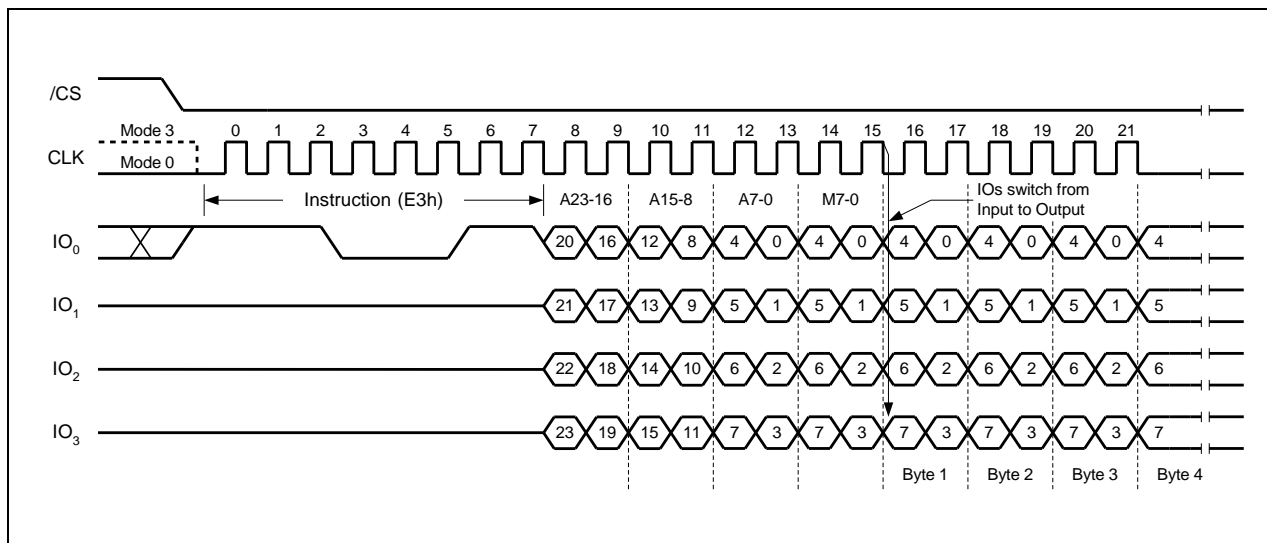 /CS
Mode 3
0 1 2 3 4 5 6 7 8 9 10 11 12 13 14 15 16 17 18 19 20 21
CLK
Mode 0
Instruction (E3h)
A23-16 A15-8 A7-0 M7-0
IOs switch from
Input to Output
IO0 20 16 12 8 4 0 4 0 4 0 4 0 4 0 4
IO1 21 17 13 9 5 1 5 1 5 1 5 1 5 1 5
IO2 22 18 14 10 6 2 6 2 6 2 6 2 6 2 6
IO3 23 19 15 11 7 3 7 3 7 3 7 3 7 3 7
Byte 1 Byte 2 Byte 3 Byte 4